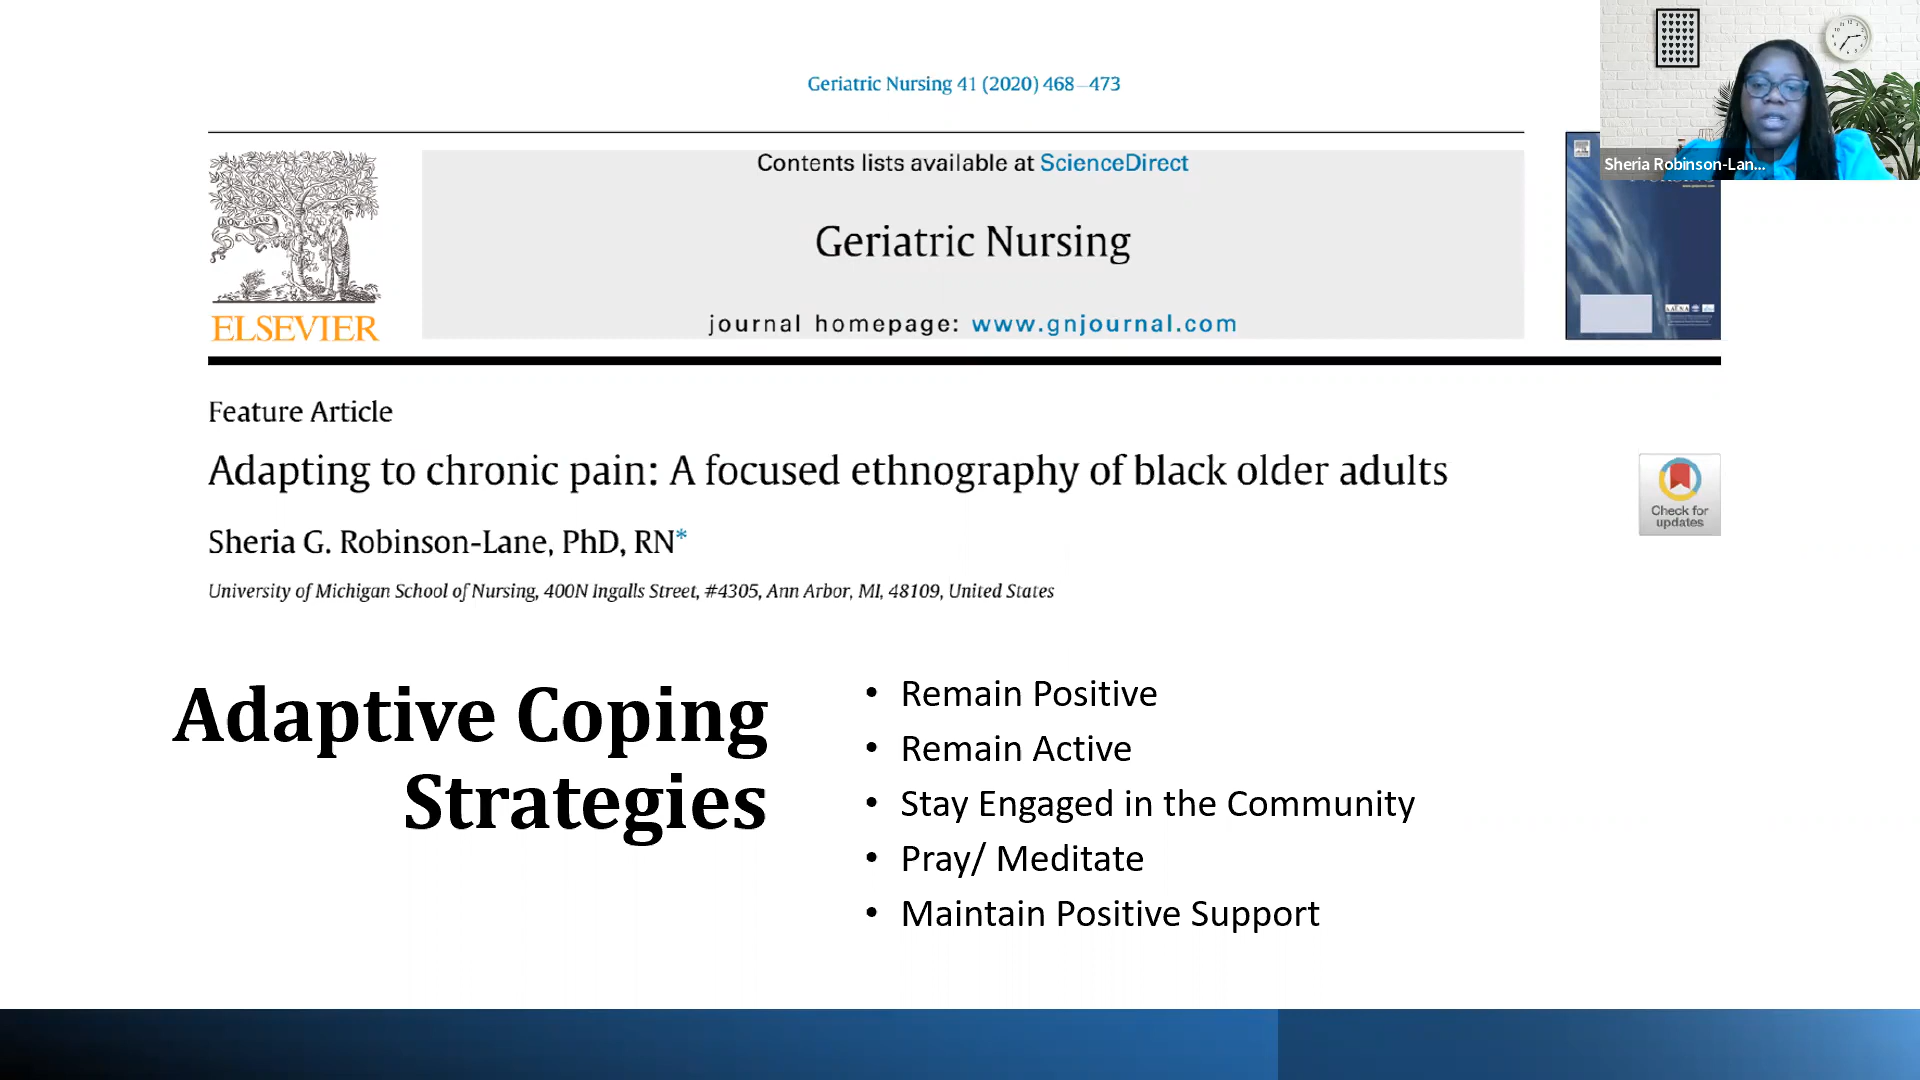 Geriatric Nursing 41 (2020) 468–473
Contents lists available at ScienceDirect
Geriatric Nursing
journal homepage: www.gnjournal.com
ELSEVIER
NON SOLUS
Sheria Robinson-Lan...
Feature Article
Adapting to chronic pain: A focused ethnography of black older adults
Check for
updates
Sheria G. Robinson-Lane, PhD, RN*
University of Michigan School of Nursing, 400N Ingalls Street, #4305, Ann Arbor, MI, 48109, United States
Adaptive Coping
Strategies
• Remain Positive
• Remain Active
• Stay Engaged in the Community
• Pray/ Meditate
• Maintain Positive Support